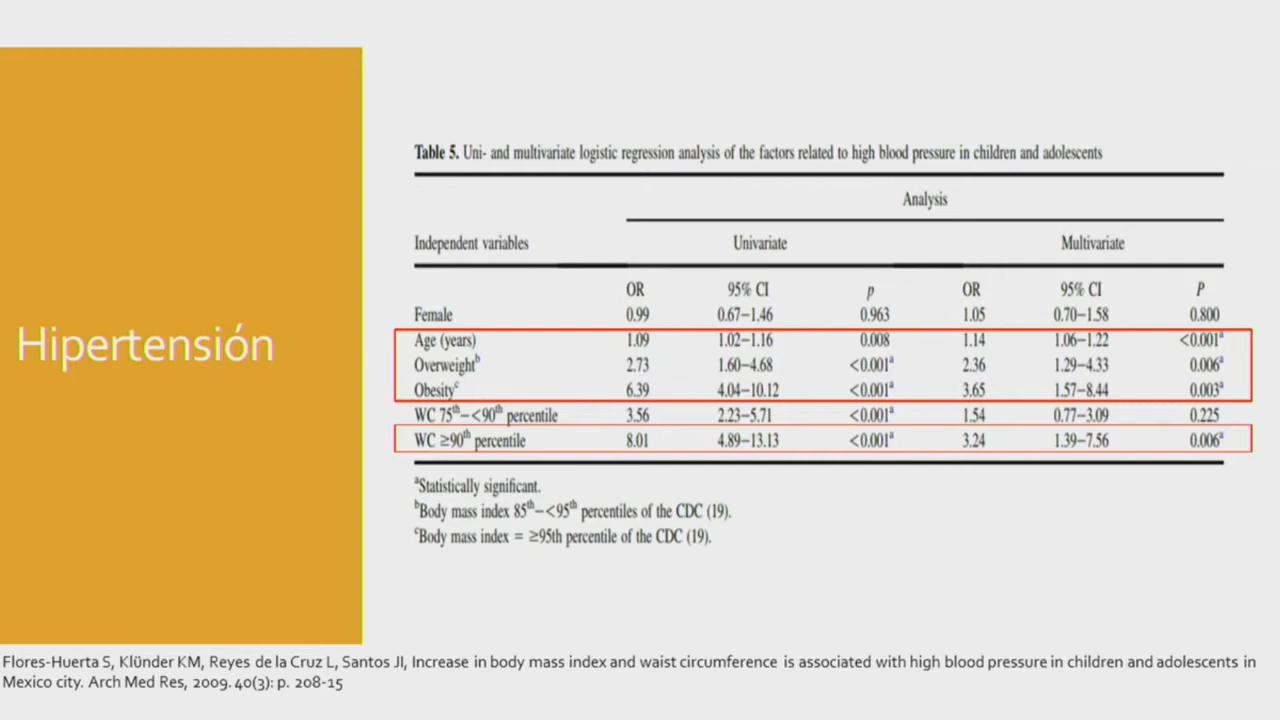 Hipertensión
Table 5. Uni- and multivariate logistic regression analysis of the factors related to high blood pressure in children and adolescents
Analysis
Independent variables Univariate Multivariate
OR 95% CI p OR 95% CI P
Female 0.99 0.67–1.46 0.963 1.05 0.70–1.58 0.800
Age (years) 1.09 1.02–1.16 0.008 1.14 1.06–1.22 <0.001a
Overweightb 2.73 1.60–4.68 <0.001a 2.36 1.29–4.33 0.006a
Obesityc 6.39 4.04–10.12 <0.001a 3.65 1.57–8.44 0.003a
WC 75th–<90th percentile 3.56 2.23–5.71 <0.001a 1.54 0.77–3.09 0.225
WC ≥90th percentile 8.01 4.89–13.13 <0.001a 3.24 1.39–7.56 0.006a
aStatistically significant.
bBody mass index 85th–<95th percentiles of the CDC (19).
cBody mass index = ≥95th percentile of the CDC (19).
Flores-Huerta S, Klünder KM, Reyes de la Cruz L, Santos JI, Increase in body mass index and waist circumference is associated with high blood pressure in children and adolescents in
Mexico city. Arch Med Res, 2009. 40(3): p. 208-15